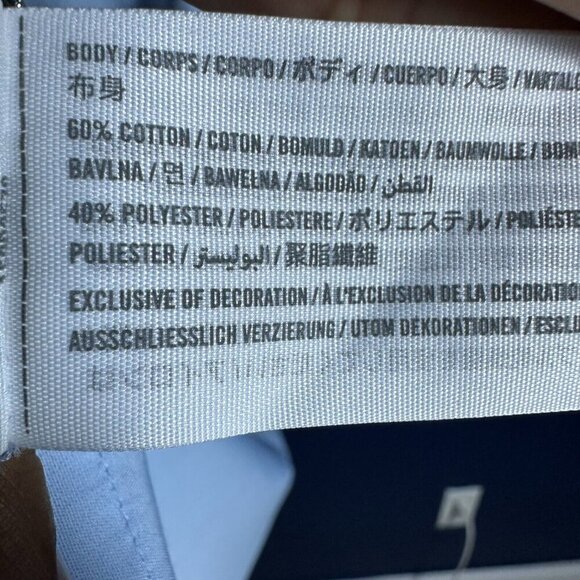 BODY / CORPS / CORPO / ボディ / CUERPO / 大身 /
布身
60% COTTON / COTON / BOMULD / KATOEN / BAUMWOLLE /
BAVLNA / 면 / BAWELNA / ALGODÃO / القطن
40% POLYESTER / POLIESTERE / ポリエステル /
POLIESTER / البوليستر / 聚脂纖維
EXCLUSIVE OF DECORATION / À L'EXCLUSION DE LA
AUSSCHLIESSLICH VERZIERUNG / UTOM DEKORATIONEN /